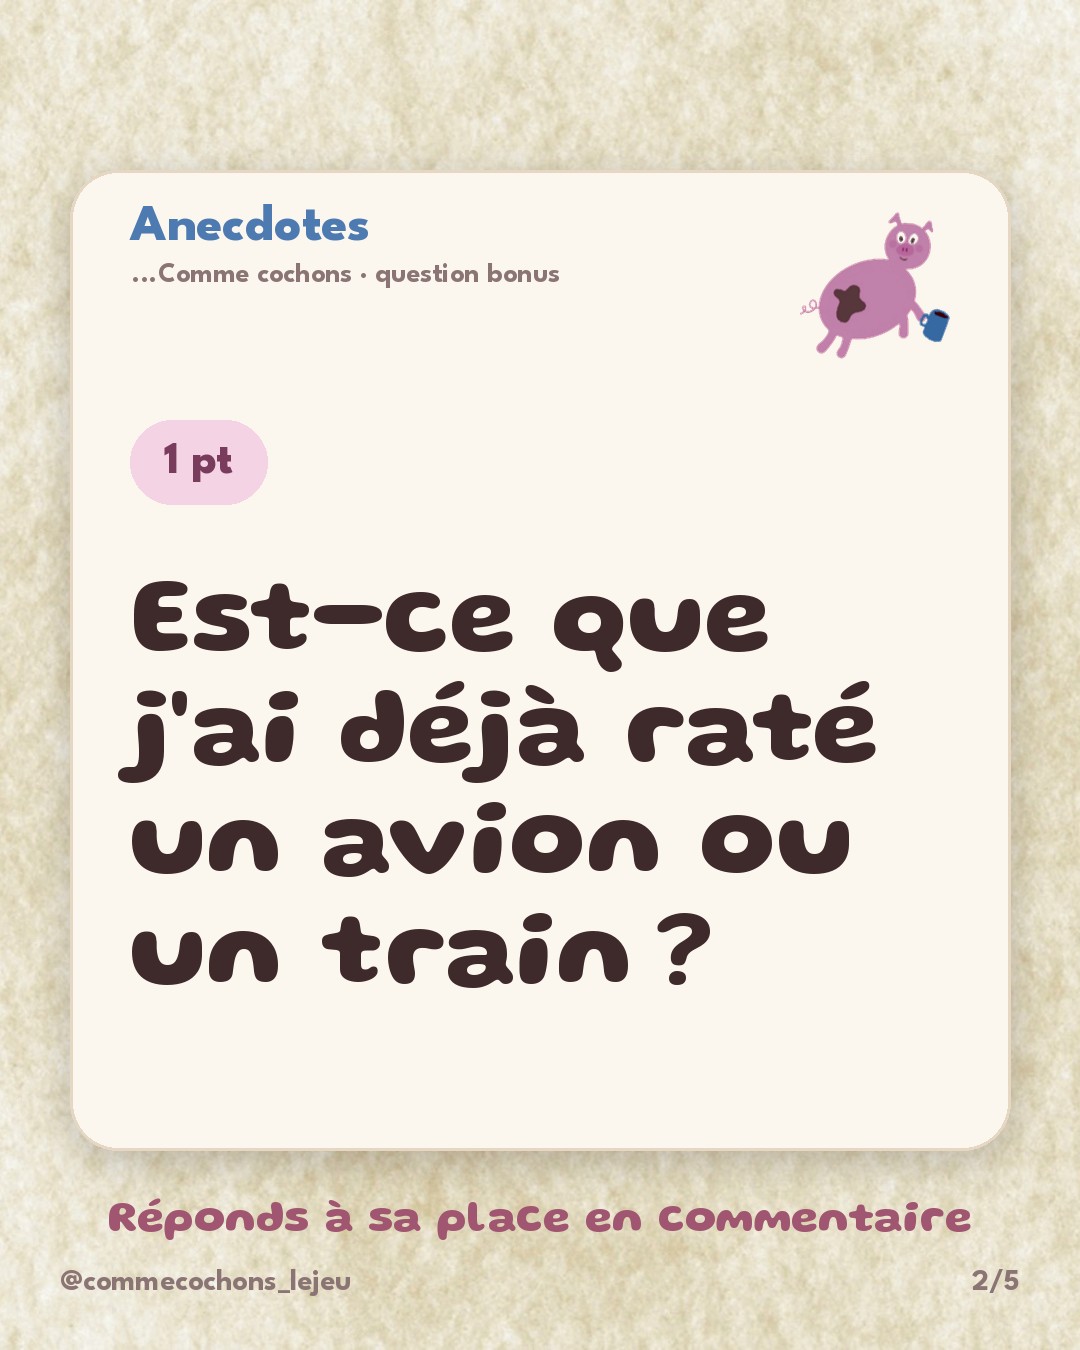 Anecdotes
...Comme cochons · question bonus
1 pt
Est-ce que
j'ai déjà raté
un avion ou
un train ?
Réponds à sa place en commentaire
@commecochons_lejeu
2/5